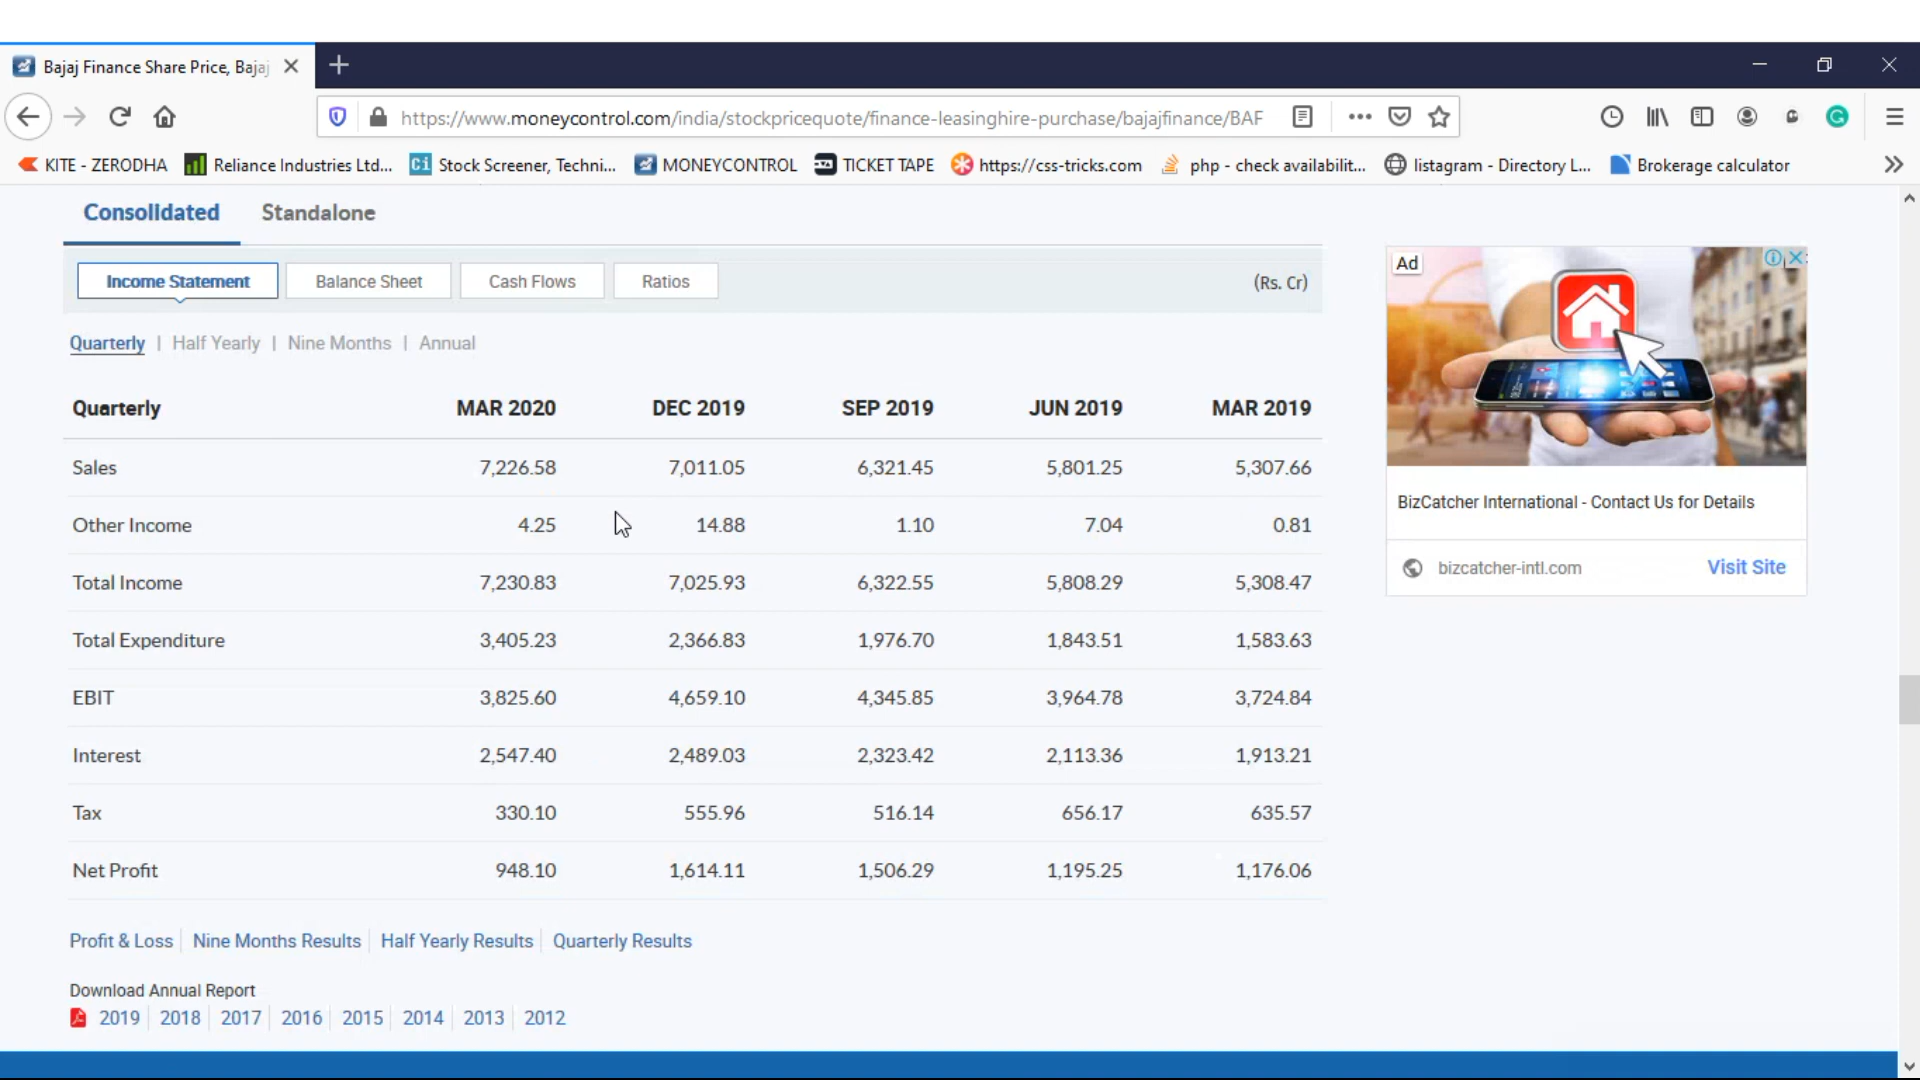 Bajaj Finance Share Price, Bajaj
https://www.moneycontrol.com/india/stockpricequote/finance-leasinghire-purchase/bajajfinance/BAF
KITE - ZERODHA Reliance Industries Ltd... Ci Stock Screener, Techni... MONEYCONTROL TICKET TAPE https://css-tricks.com php - check availabilit... listagram - Directory L... Brokerage calculator
Consolidated Standalone
Income Statement Balance Sheet Cash Flows Ratios (Rs. Cr)
Quarterly | Half Yearly | Nine Months | Annual
Quarterly MAR 2020 DEC 2019 SEP 2019 JUN 2019 MAR 2019
Sales 7,226.58 7,011.05 6,321.45 5,801.25 5,307.66
Other Income 4.25 14.88 1.10 7.04 0.81
Total Income 7,230.83 7,025.93 6,322.55 5,808.29 5,308.47
Total Expenditure 3,405.23 2,366.83 1,976.70 1,843.51 1,583.63
EBIT 3,825.60 4,659.10 4,345.85 3,964.78 3,724.84
Interest 2,547.40 2,489.03 2,323.42 2,113.36 1,913.21
Tax 330.10 555.96 516.14 656.17 635.57
Net Profit 948.10 1,614.11 1,506.29 1,195.25 1,176.06
Profit & Loss Nine Months Results Half Yearly Results Quarterly Results
Download Annual Report
2019 2018 2017 2016 2015 2014 2013 2012
Ad
BizCatcher International - Contact Us for Details
bizcatcher-intl.com Visit Site